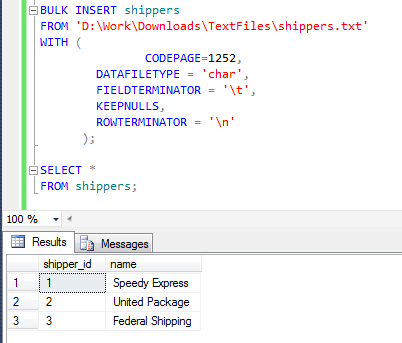 BULK INSERT shippers
FROM 'D:\Work\Downloads\TextFiles\shippers.txt'
WITH (
CODEPAGE=1252,
DATAFILETYPE = 'char',
FIELDTERMINATOR = '\t',
KEEPNULLS,
ROWTERMINATOR = '\n'
);
SELECT *
FROM shippers;
100 %
Results Messages
shipper_id name
1 1 Speedy Express
2 2 United Package
3 3 Federal Shipping